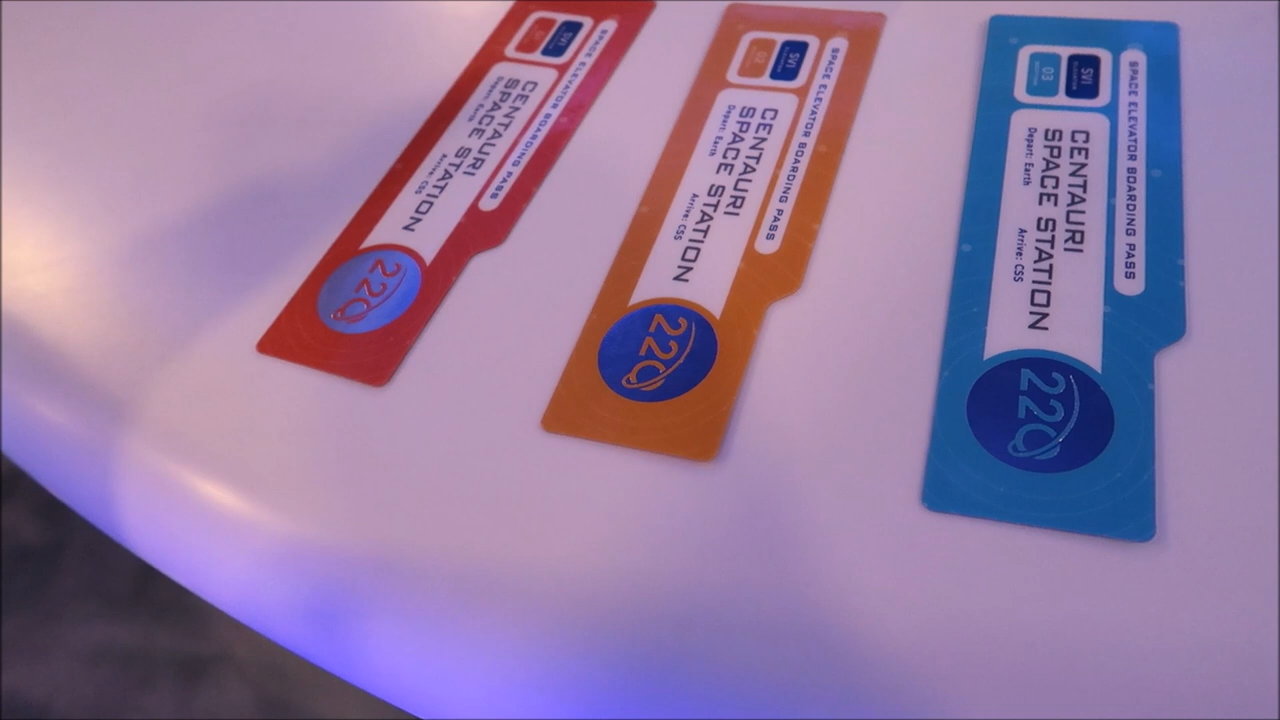 SPACE ELEVATOR BOARDING PASS
SV1
CENTAURI
SPACE STATION
Depart: Earth Arrive: CSS
220
SPACE ELEVATOR BOARDING PASS
SV1
02
CENTAURI
SPACE STATION
Depart: Earth Arrive: CSS
220
SPACE ELEVATOR BOARDING PASS
SV1
03
CENTAURI
SPACE STATION
Depart: Earth Arrive: CSS
220